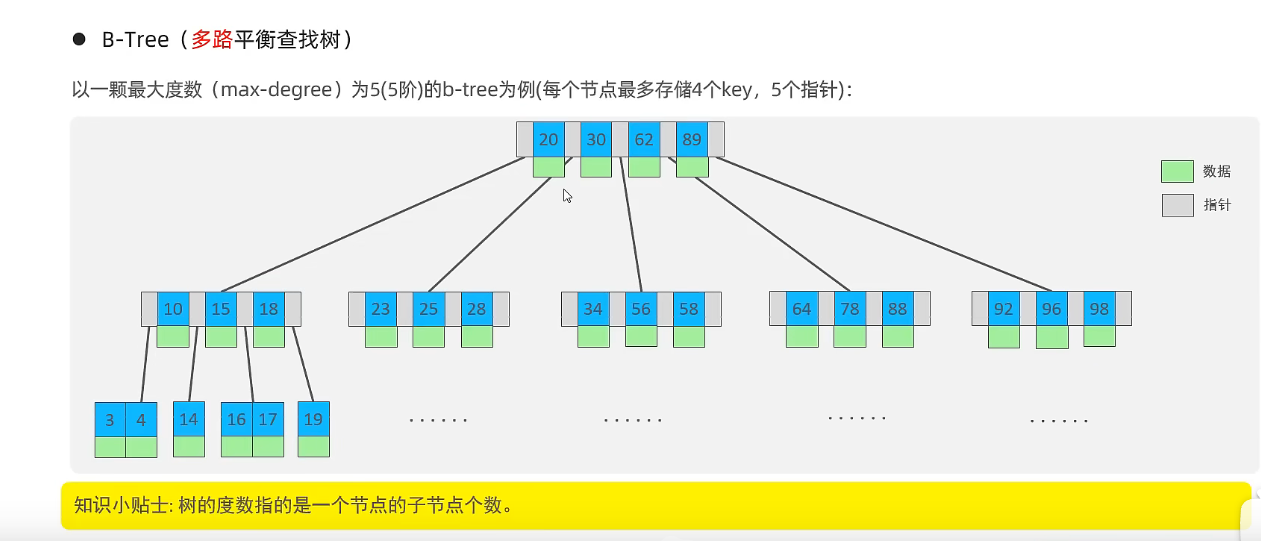 ● B-Tree（多路平衡查找树）
以一颗最大度数（max-degree）为5(5阶)的b-tree为例(每个节点最多存储4个key，5个指针)：
20 30 62 89
数据
指针
10 15 18 23 25 28 34 56 58 64 78 88 92 96 98
3 4 14 16 17 19 ······ ······ ······ ······
知识小贴士: 树的度数指的是一个节点的子节点个数。